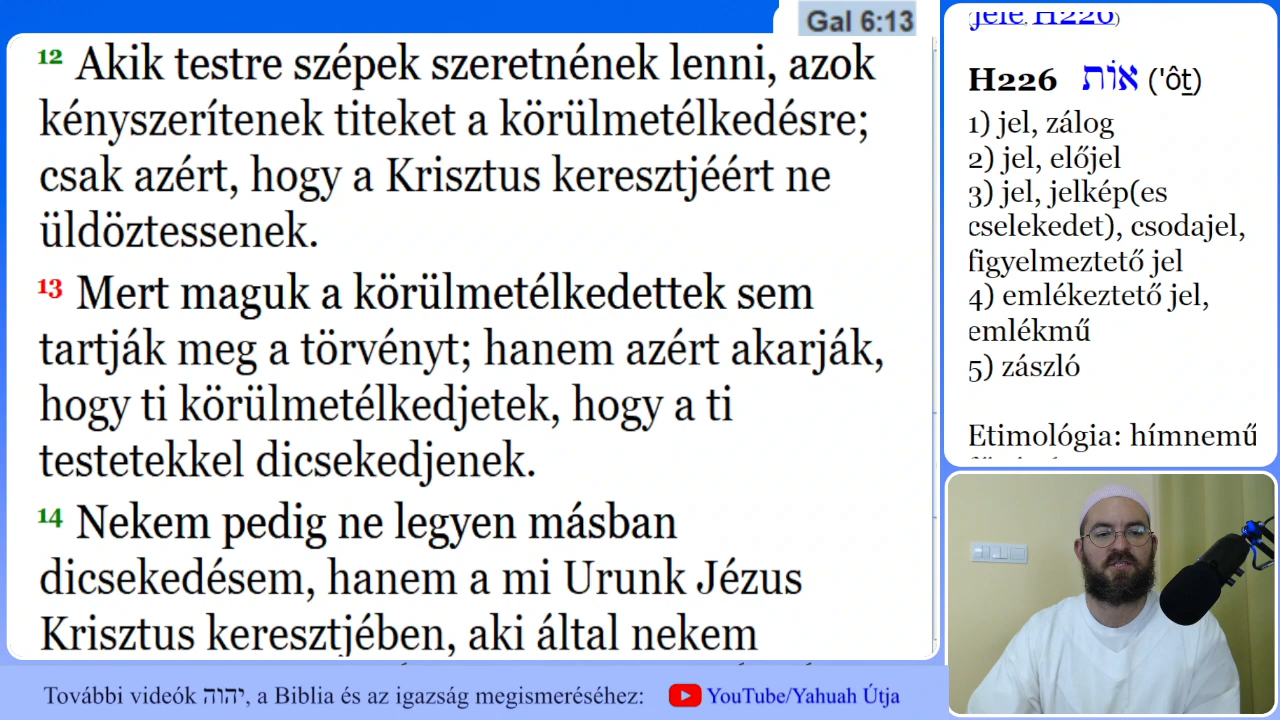 Gal 6:13
12 Akik testre szépek szeretnének lenni, azok
kényszerítenek titeket a körülmetélkedésre;
csak azért, hogy a Krisztus keresztjéért ne
üldöztessenek.
13 Mert maguk a körülmetélkedettek sem
tartják meg a törvényt; hanem azért akarják,
hogy ti körülmetélkedjetek, hogy a ti
testetekkel dicsekedjenek.
14 Nekem pedig ne legyen másban
dicsekedésem, hanem a mi Urunk Jézus
Krisztus keresztjében, aki által nekem
(jele, H226)
H226 אוֹת ('ôṯ)
1) jel, zálog
2) jel, előjel
3) jel, jelkép(es
cselekedet), csodajel,
figyelmeztető jel
4) emlékeztető jel,
emlékmű
5) zászló
Etimológia: hímnemű
További videók יהוה, a Biblia és az igazság megismeréséhez: YouTube/Yahuah Útja